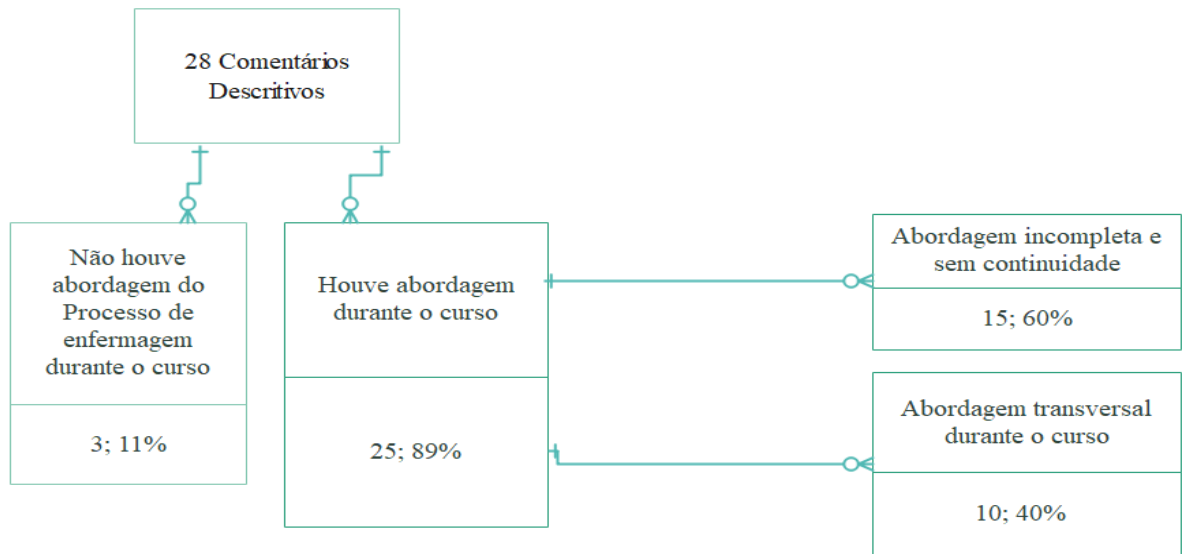 28 Comentários
Descritivos
Não houve
abordagem do
Processo de
enfermagem
durante o curso
3; 11%
Houve abordagem
durante o curso
25; 89%
Abordagem incompleta e
sem continuidade
15; 60%
Abordagem transversal
durante o curso
10; 40%